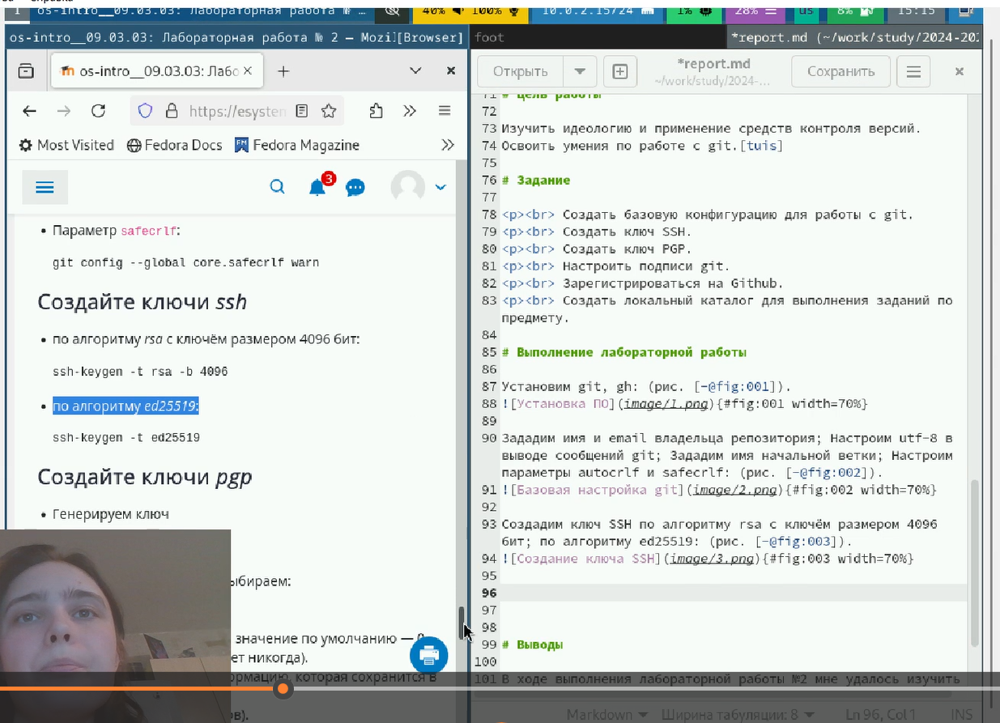 1 os-intro__09.03.03: Лабораторная работа № … 40% 100% 10.0.2.15724 1% 28% us 8% 15:15
os-intro__09.03.03: Лабораторная работа № 2 — Mozi][Browser]
foot
*report.md (~/work/study/2024-202
os-intro__09.03.03: Лабо
https://esystem
Most Visited Fedora Docs Fedora Magazine
3
• Параметр safecrlf:
git config --global core.safecrlf warn
Создайте ключи ssh
• по алгоритму rsa с ключём размером 4096 бит:
ssh-keygen -t rsa -b 4096
• по алгоритму ed25519:
ssh-keygen -t ed25519
Создайте ключи pgp
• Генерируем ключ
ыбираем:
значение по умолчанию —
ет никогда).
ормацию, которая сохранится в
ов).
Открыть
*report.md
~/work/study/2024-...
Сохранить
71 # Цель работы
72
73 Изучить идеологию и применение средств контроля версий.
74 Освоить умения по работе с git.[tuis]
75
76 # Задание
77
78 <p><br> Создать базовую конфигурацию для работы с git.
79 <p><br> Создать ключ SSH.
80 <p><br> Создать ключ PGP.
81 <p><br> Настроить подписи git.
82 <p><br> Зарегистрироваться на Github.
83 <p><br> Создать локальный каталог для выполнения заданий по
предмету.
84
85 # Выполнение лабораторной работы
86
87 Установим git, gh: (рис. [-@fig:001]).
88 ![Установка ПО](image/1.png){#fig:001 width=70%}
89
90 Зададим имя и email владельца репозитория; Настроим utf-8 в
выводе сообщений git; Зададим имя начальной ветки; Настроим
параметры autocrlf и safecrlf: (рис. [-@fig:002]).
91 ![Базовая настройка git](image/2.png){#fig:002 width=70%}
92
93 Создадим ключ SSH по алгоритму rsa с ключём размером 4096
бит; по алгоритму ed25519: (рис. [-@fig:003]).
94 ![Создание ключа SSH](image/3.png){#fig:003 width=70%}
95
96
97
98
99 # Выводы
100
101 В ходе выполнения лабораторной работы №2 мне удалось изучить
Markdown Ширина табуляции: 8 Ln 96, Col 1 INS